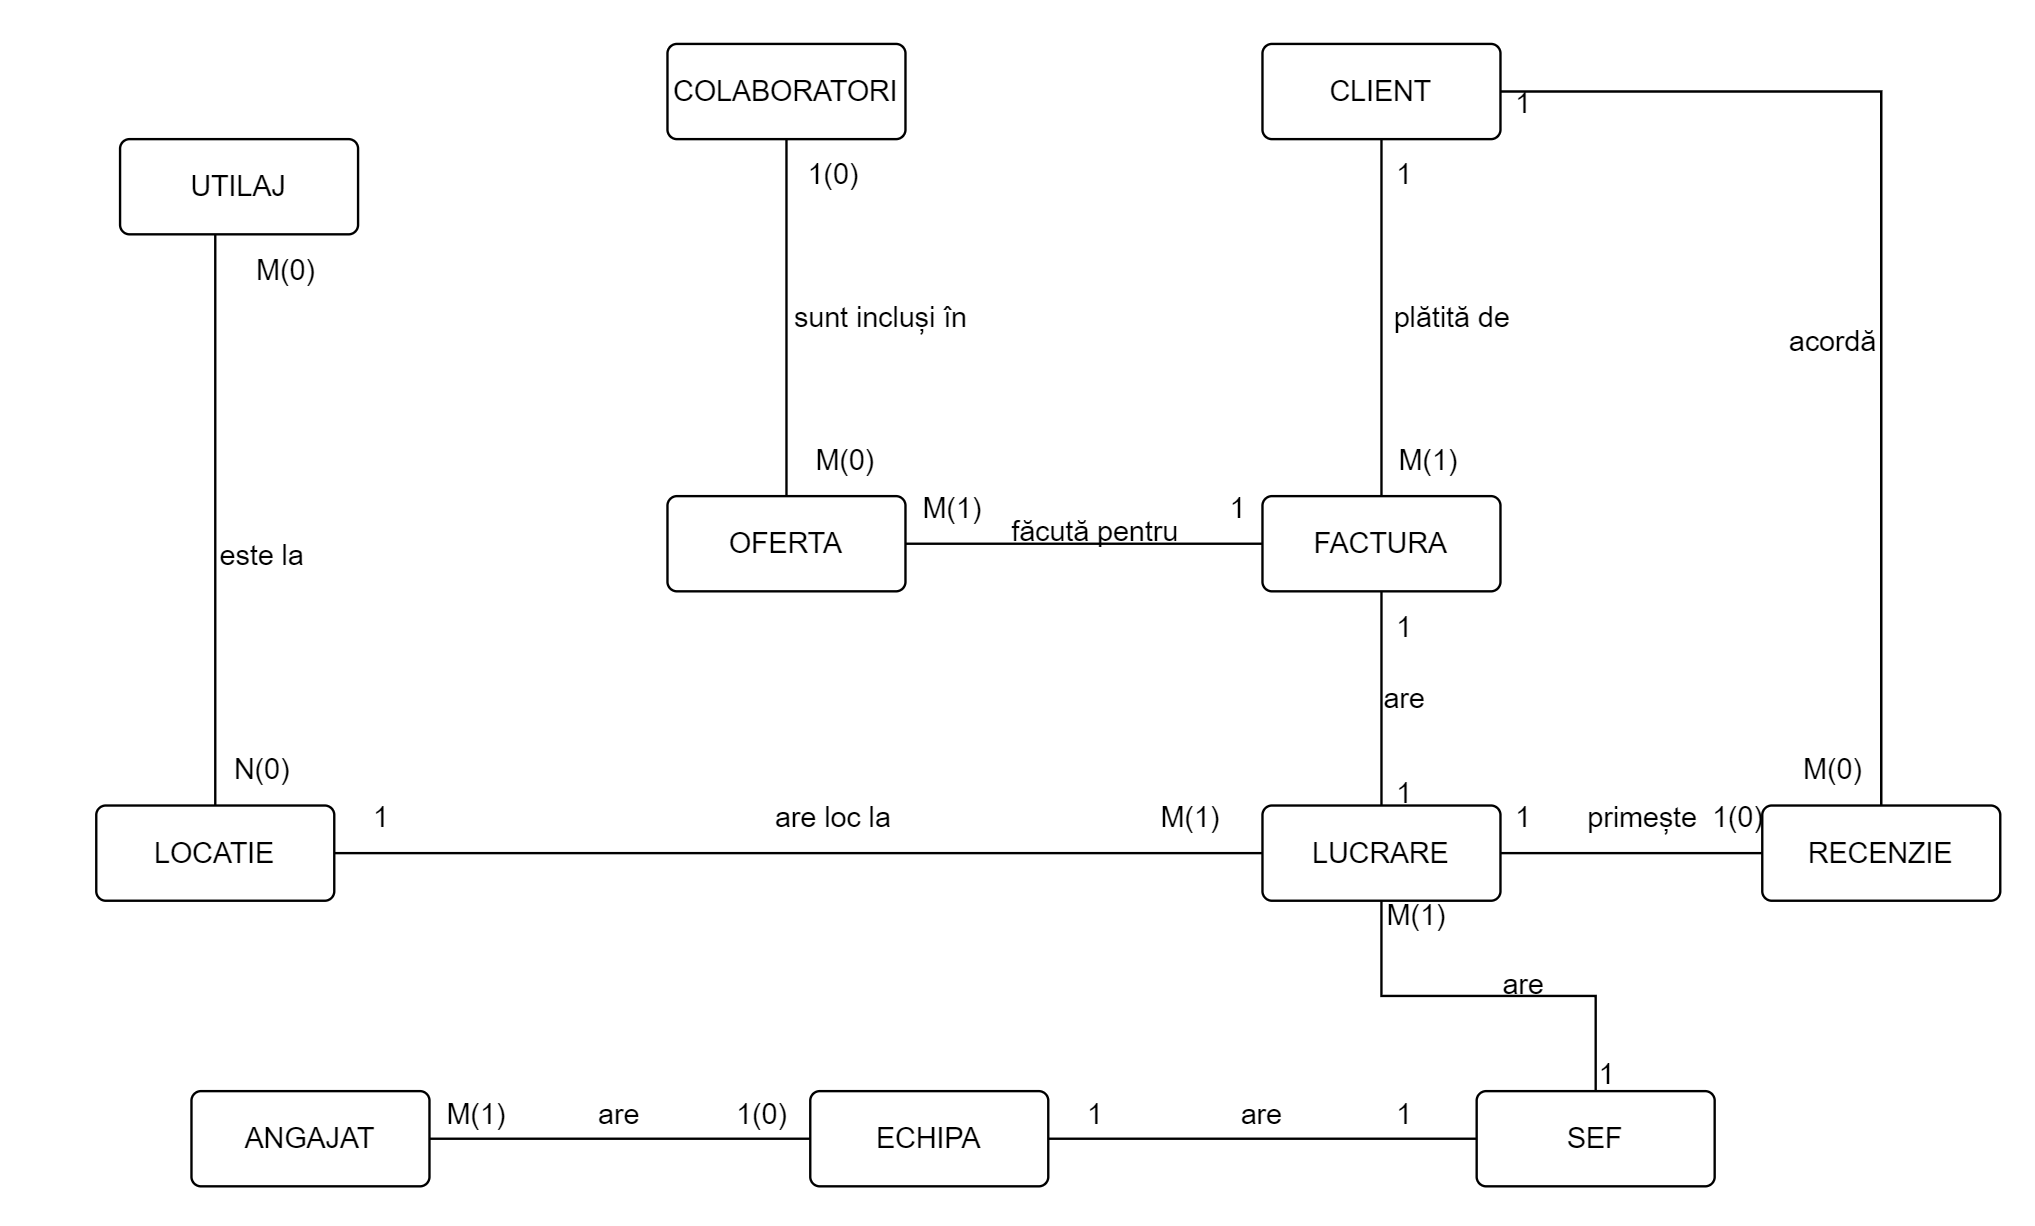 COLABORATORI
CLIENT
1
UTILAJ
1(0)
1
M(0)
sunt incluși în
plătită de
acordă
M(0)
M(1)
M(1)
1
OFERTA
făcută pentru
FACTURA
este la
1
are
N(0)
1
M(0)
1
are loc la
M(1)
1
primește
1(0)
LOCATIE
LUCRARE
RECENZIE
M(1)
are
1
M(1)
are
1(0)
1
are
1
ANGAJAT
ECHIPA
SEF